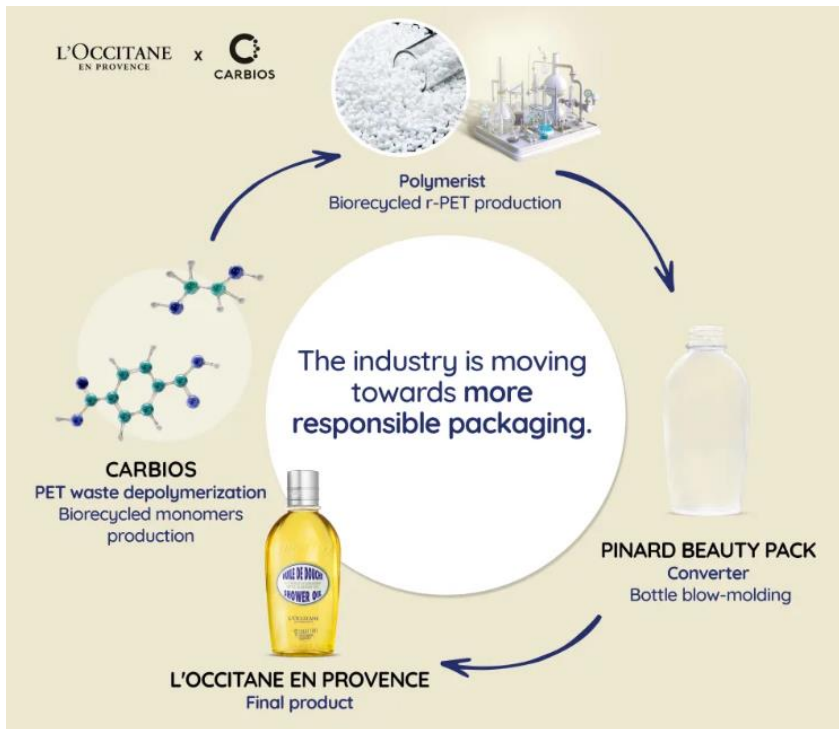 L'OCCITANE
EN PROVENCE
x
CARBIOS
Polymerist
Biorecycled r-PET production
The industry is moving
towards more
responsible packaging.
CARBIOS
PET waste depolymerization
Biorecycled monomers
production
PINARD BEAUTY PACK
Converter
Bottle blow-molding
HUILE DE DOUCHE
SHOWER OIL
L'OCCITANE
L'OCCITANE EN PROVENCE
Final product